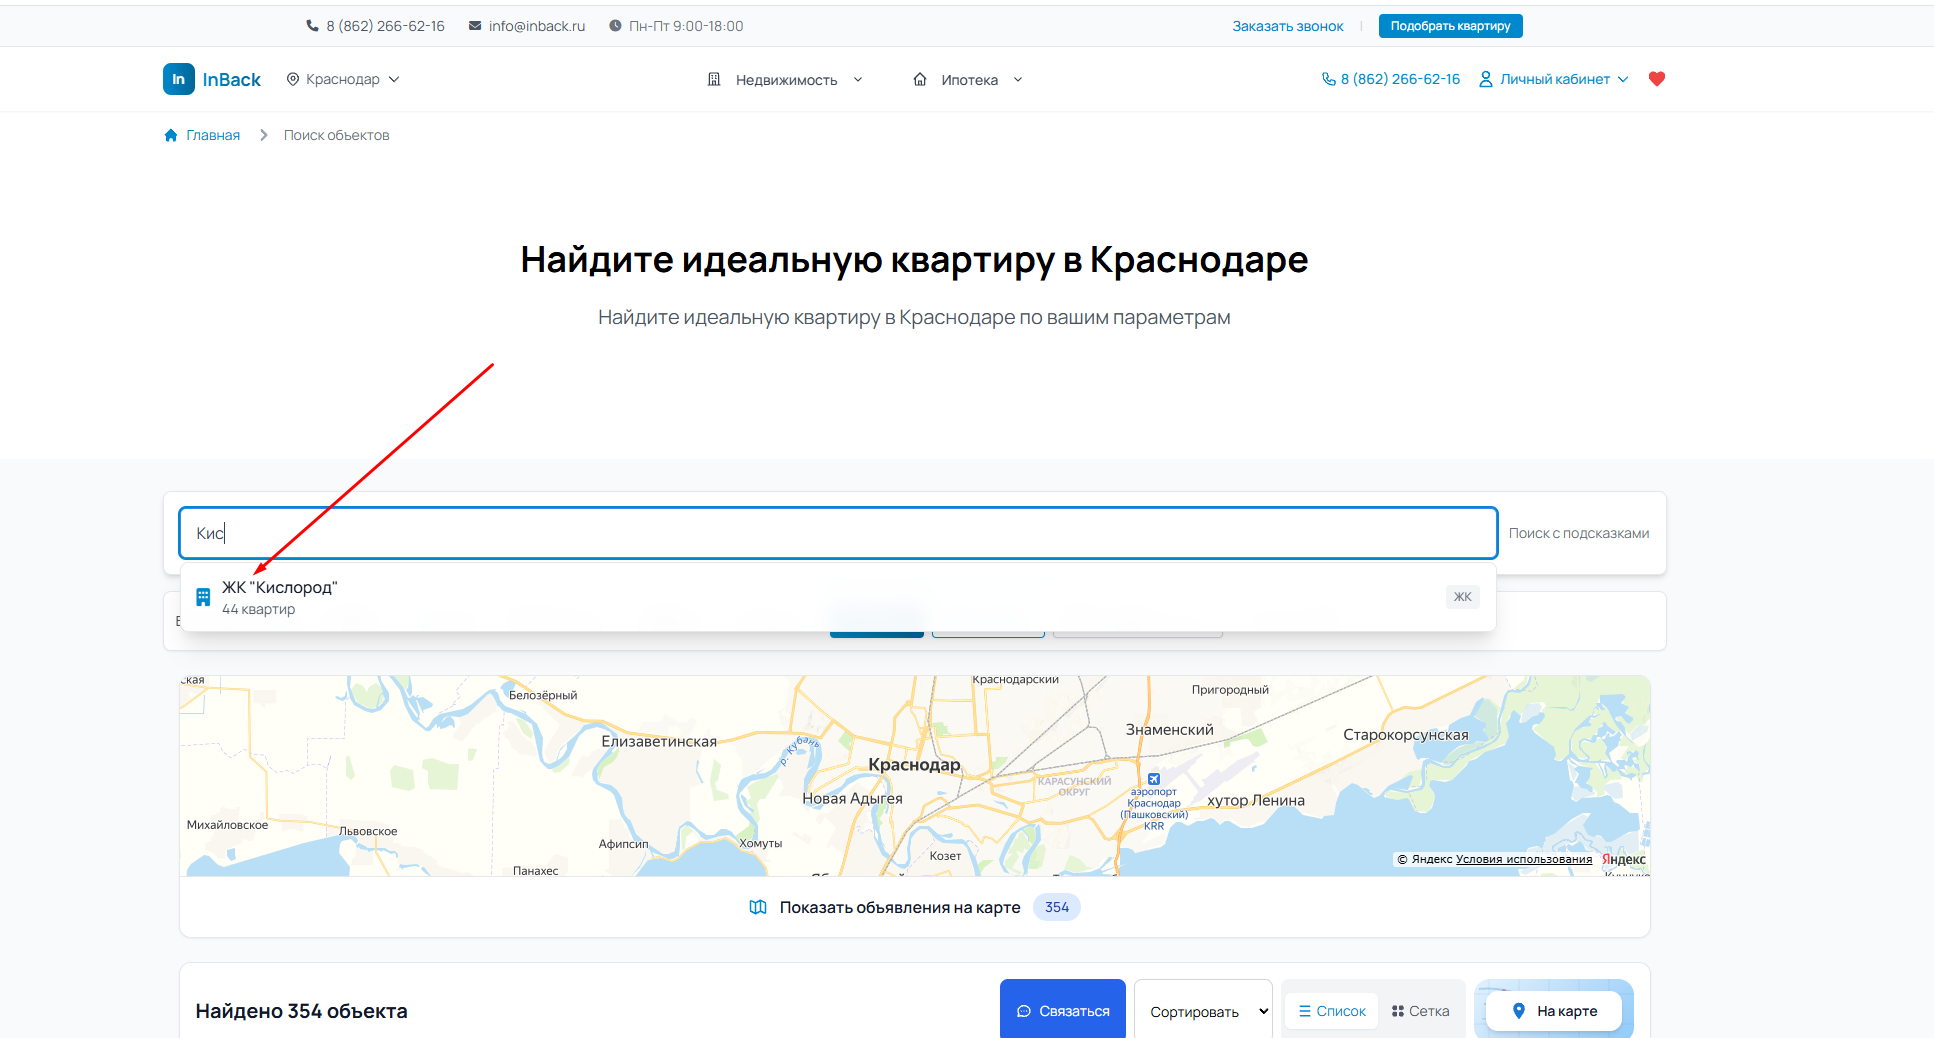 8 (862) 266-62-16
info@inback.ru
Пн-Пт 9:00-18:00
Заказать звонок
Подобрать квартиру
In
InBack
Краснодар
Недвижимость
Ипотека
8 (862) 266-62-16
Личный кабинет
Главная
Поиск объектов
Найдите идеальную квартиру в Краснодаре
Найдите идеальную квартиру в Краснодаре по вашим параметрам
Кис
Поиск с подсказками
ЖК "Кислород"
44 квартир
ЖК
ская
Белозёрный
Краснодарский
Пригородный
Елизаветинская
р. Кубань
Знаменский
Старокорсунская
Краснодар
КАРАСУНСКИЙ
ОКРУГ
Новая Адыгея
аэропорт
Краснодар
(Пашковский)
KRR
хутор Ленина
Михайловское
Львовское
Афипсип
Хомуты
Козет
Панахес
© Яндекс Условия использования
Яндекс
Показать объявления на карте
354
Найдено 354 объекта
Связаться
Сортировать
Список
Сетка
На карте